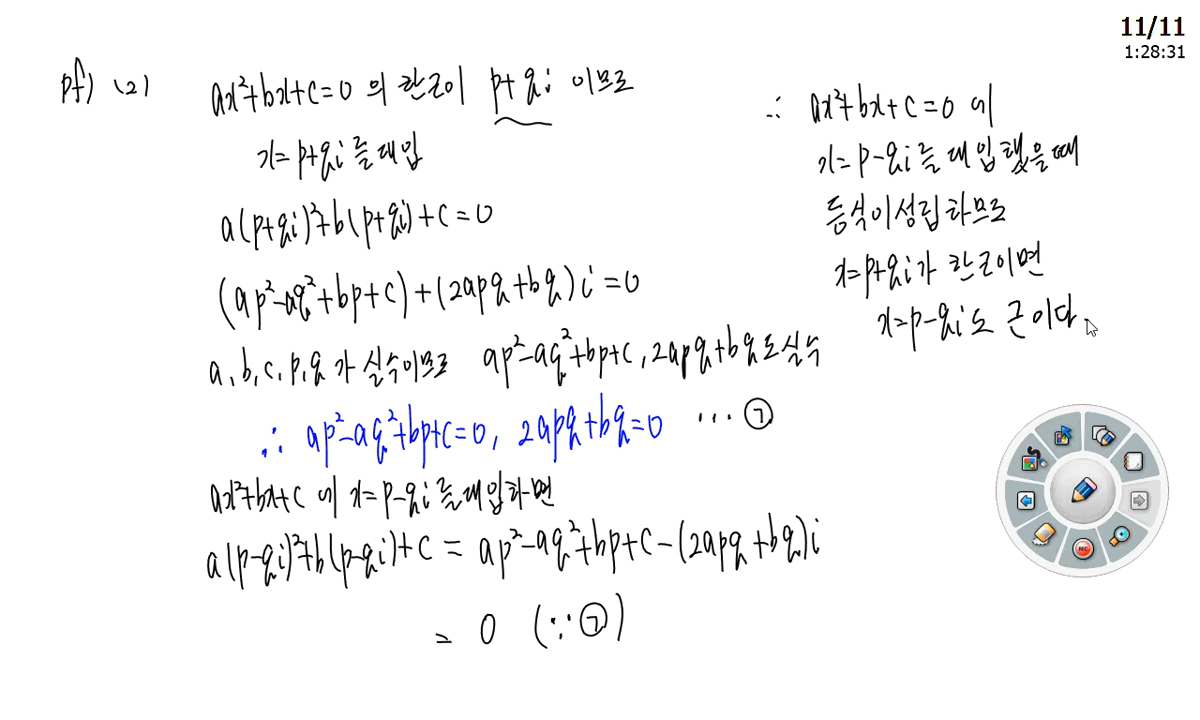 11/11
1:28:31
pf) (2)
ax²+bx+c=0 의 한근이 p+qi 이므로
x=p+qi 를 대입
a(p+qi)²+b(p+qi)+c=0
(ap²-aq²+bp+c)+(2apq+bq)i=0
a, b, c, p, q 가 실수이므로 ap²-aq²+bp+c, 2apq+bq도 실수
∴ ap²-aq²+bp+c=0, 2apq+bq=0 … ㉠
ax²+bx+c 에 x=p-qi를 대입하면
a(p-qi)²+b(p-qi)+c = ap²-aq²+bp+c-(2apq+bq)i
= 0 (∵㉠)
∴ ax²+bx+c=0 에
x=p-qi를 대입했을때
등식이성립하므로
x=p+qi가 한근이면
x=p-qi도 근이다.
REC